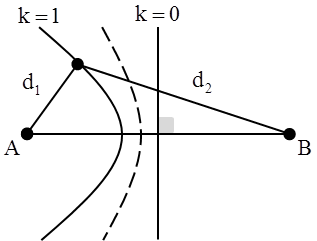 k = 1
k = 0
d₁
d₂
A
B